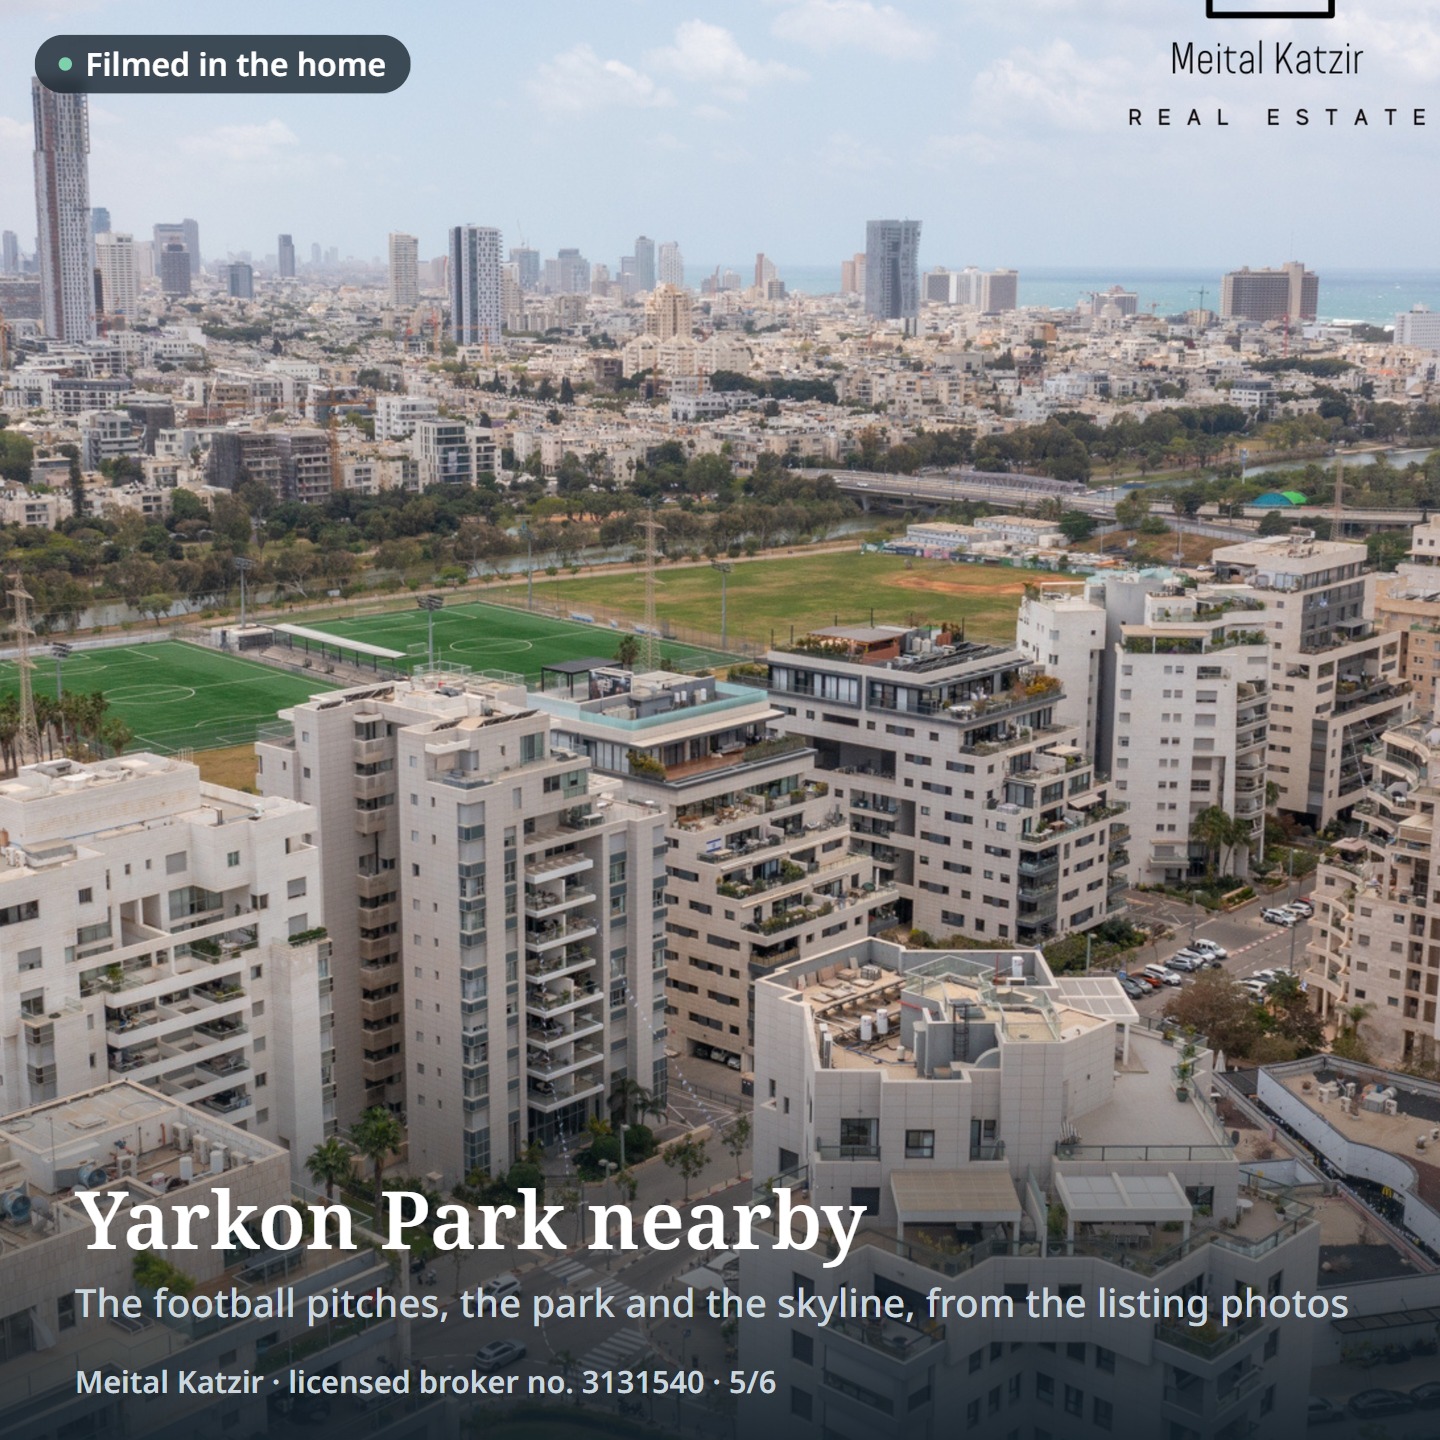 Filmed in the home
Meital Katzir
REAL ESTATE
Yarkon Park nearby
The football pitches, the park and the skyline, from the listing photos
Meital Katzir · licensed broker no. 3131540 · 5/6